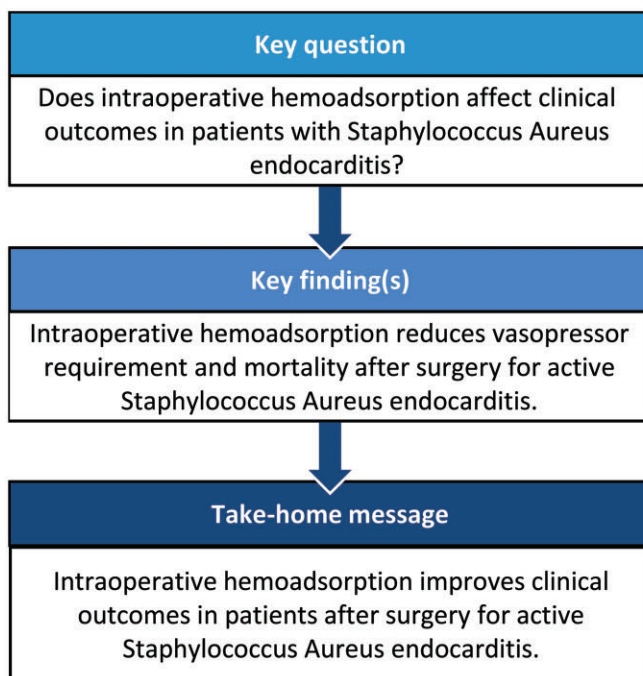 Key question
Does intraoperative hemoadsorption affect clinical
outcomes in patients with Staphylococcus Aureus
endocarditis?
Key finding(s)
Intraoperative hemoadsorption reduces vasopressor
requirement and mortality after surgery for active
Staphylococcus Aureus endocarditis.
Take-home message
Intraoperative hemoadsorption improves clinical
outcomes in patients after surgery for active
Staphylococcus Aureus endocarditis.